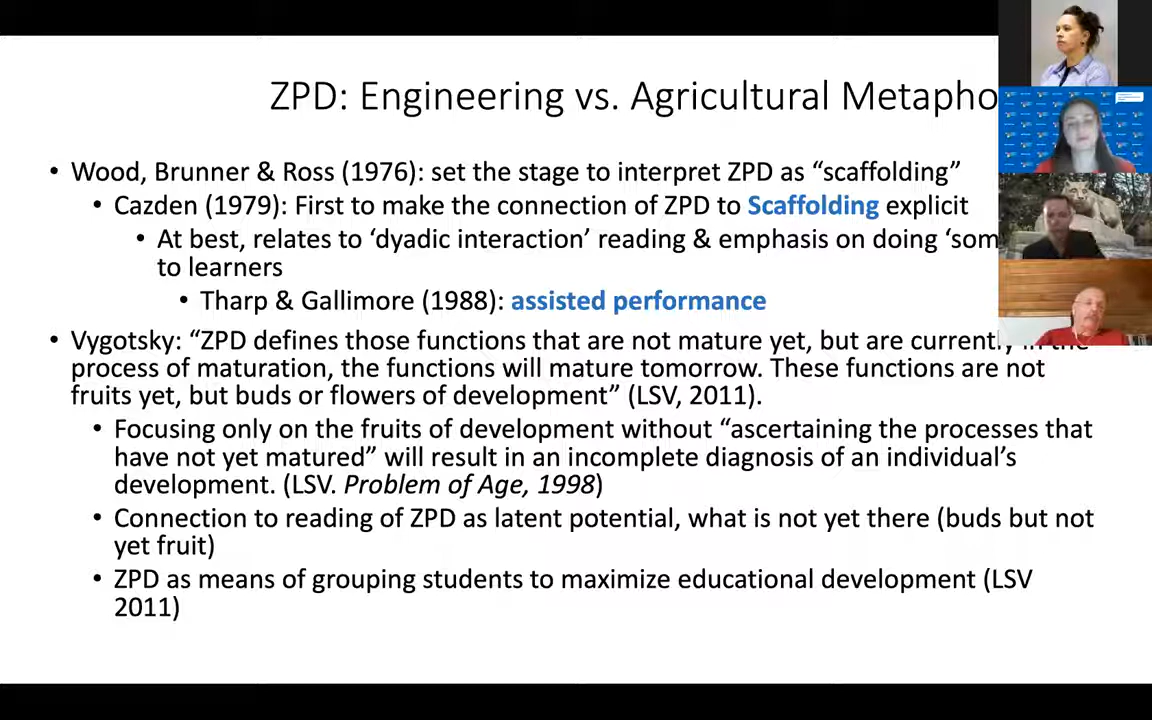 ZPD: Engineering vs. Agricultural Metapho
• Wood, Brunner & Ross (1976): set the stage to interpret ZPD as “scaffolding”
• Cazden (1979): First to make the connection of ZPD to Scaffolding explicit
• At best, relates to ‘dyadic interaction’ reading & emphasis on doing ‘som
to learners
• Tharp & Gallimore (1988): assisted performance
• Vygotsky: “ZPD defines those functions that are not mature yet, but are currently in the
process of maturation, the functions will mature tomorrow. These functions are not
fruits yet, but buds or flowers of development” (LSV, 2011).
• Focusing only on the fruits of development without “ascertaining the processes that
have not yet matured” will result in an incomplete diagnosis of an individual’s
development. (LSV. Problem of Age, 1998)
• Connection to reading of ZPD as latent potential, what is not yet there (buds but not
yet fruit)
• ZPD as means of grouping students to maximize educational development (LSV
2011)